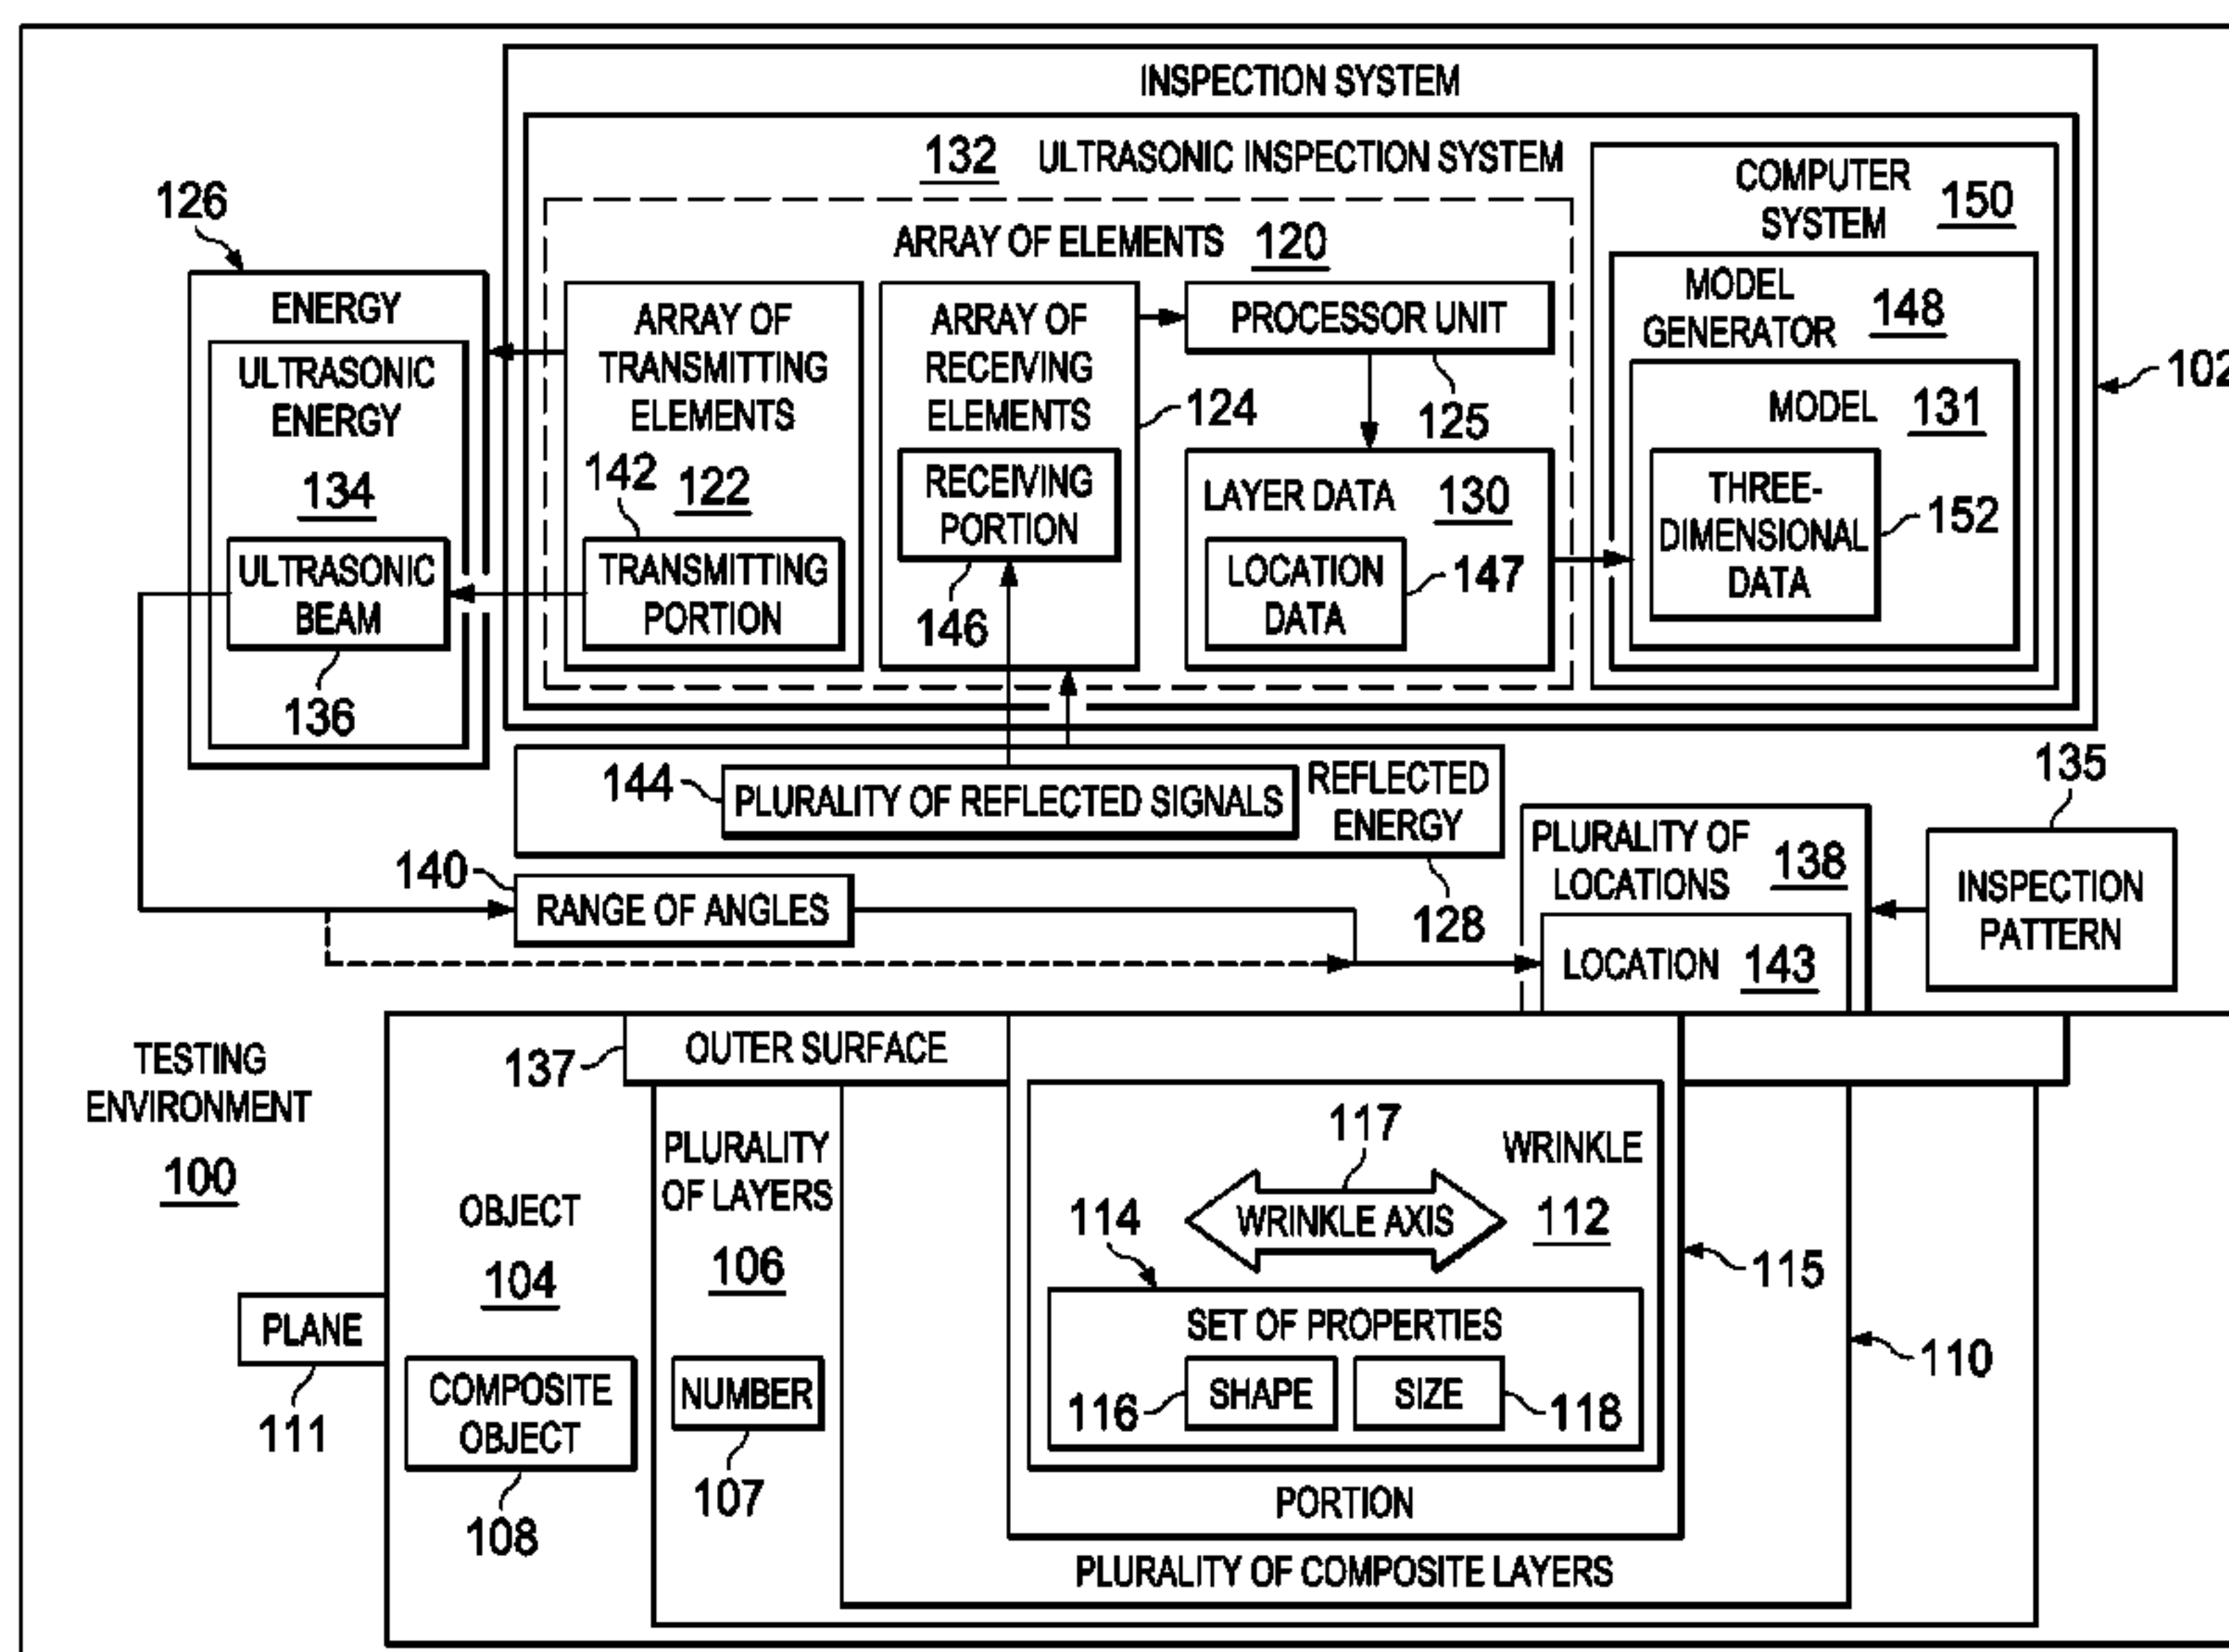 INSPECTION SYSTEM
132 ULTRASONIC INSPECTION SYSTEM
COMPUTER
SYSTEM 150
126
ARRAY OF ELEMENTS 120
ENERGY
ULTRASONIC
ENERGY
134
ULTRASONIC
BEAM
136
ARRAY OF
TRANSMITTING
ELEMENTS
142 122
TRANSMITTING
PORTION
ARRAY OF
RECEIVING
ELEMENTS
124
RECEIVING
PORTION
146
PROCESSOR UNIT
125
LAYER DATA 130
LOCATION
DATA
147
MODEL
GENERATOR 148
MODEL 131
THREE-
DIMENSIONAL
DATA
152
102
144
PLURALITY OF REFLECTED SIGNALS
REFLECTED
ENERGY
128
135
PLURALITY OF
LOCATIONS 138
INSPECTION
PATTERN
140
RANGE OF ANGLES
LOCATION 143
TESTING
ENVIRONMENT
100
137
OUTER SURFACE
OBJECT
104
PLANE
111
COMPOSITE
OBJECT
108
PLURALITY
OF LAYERS
106
NUMBER
107
117
WRINKLE
112
WRINKLE AXIS
114
SET OF PROPERTIES
116 SHAPE SIZE 118
115
110
PORTION
PLURALITY OF COMPOSITE LAYERS